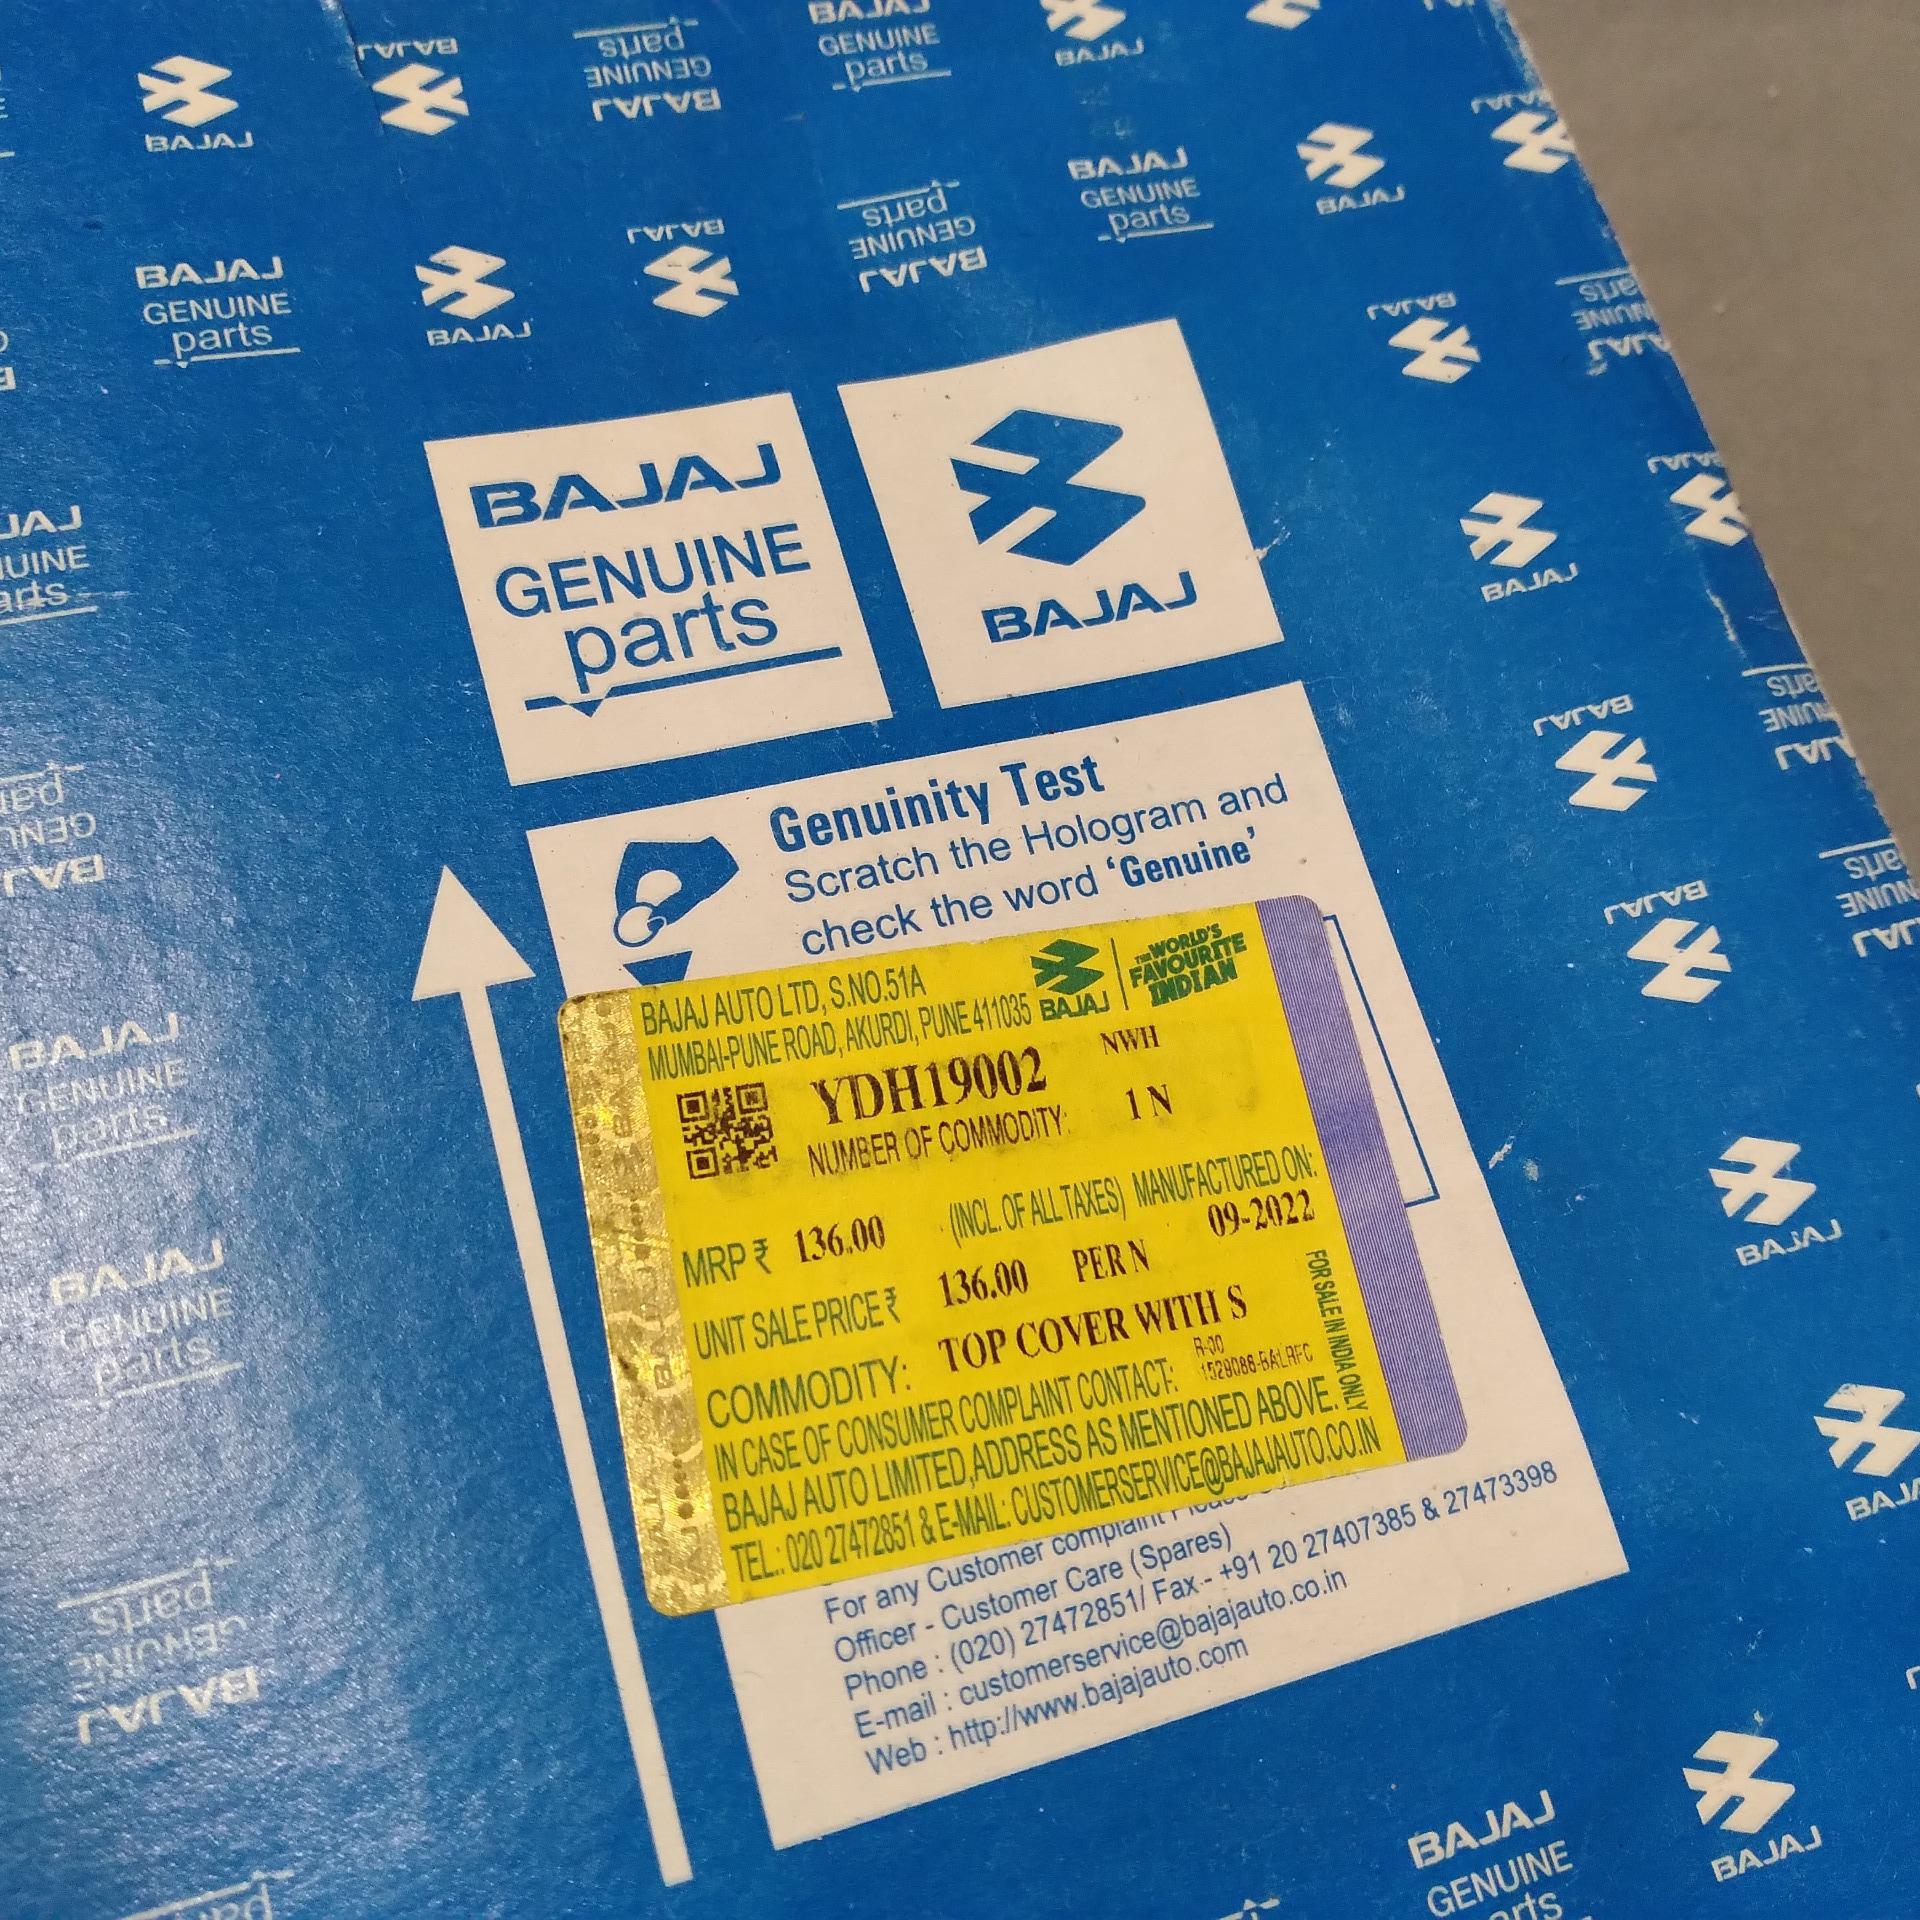 BAJAJ
GENUINE
parts
BAJAJ
Genuinity Test
Scratch the Hologram and
check the word 'Genuine'
BAJAJ AUTO LTD, S.NO.51A
MUMBAI-PUNE ROAD, AKURDI, PUNE 411035
BAJAJ
THE WORLD'S
FAVOURITE
INDIAN
YDH19002 NWH
NUMBER OF COMMODITY: 1 N
MRP ₹ 136.00 (INCL. OF ALL TAXES) MANUFACTURED ON:
09-2022
UNIT SALE PRICE ₹ 136.00 PER N
COMMODITY: TOP COVER WITH S
R-00
1529086-BALRFC
FOR SALE IN INDIA ONLY
IN CASE OF CONSUMER COMPLAINT CONTACT:
BAJAJ AUTO LIMITED,ADDRESS AS MENTIONED ABOVE.
TEL.: 020 27472851 & E-MAIL: CUSTOMERSERVICE@BAJAJAUTO.CO.IN
For any Customer complaint Please
Officer - Customer Care (Spares)
Phone : (020) 27472851/ Fax - +91 20 27407385 & 27473398
E-mail : customerservice@bajajauto.co.in
Web : http://www.bajajauto.com